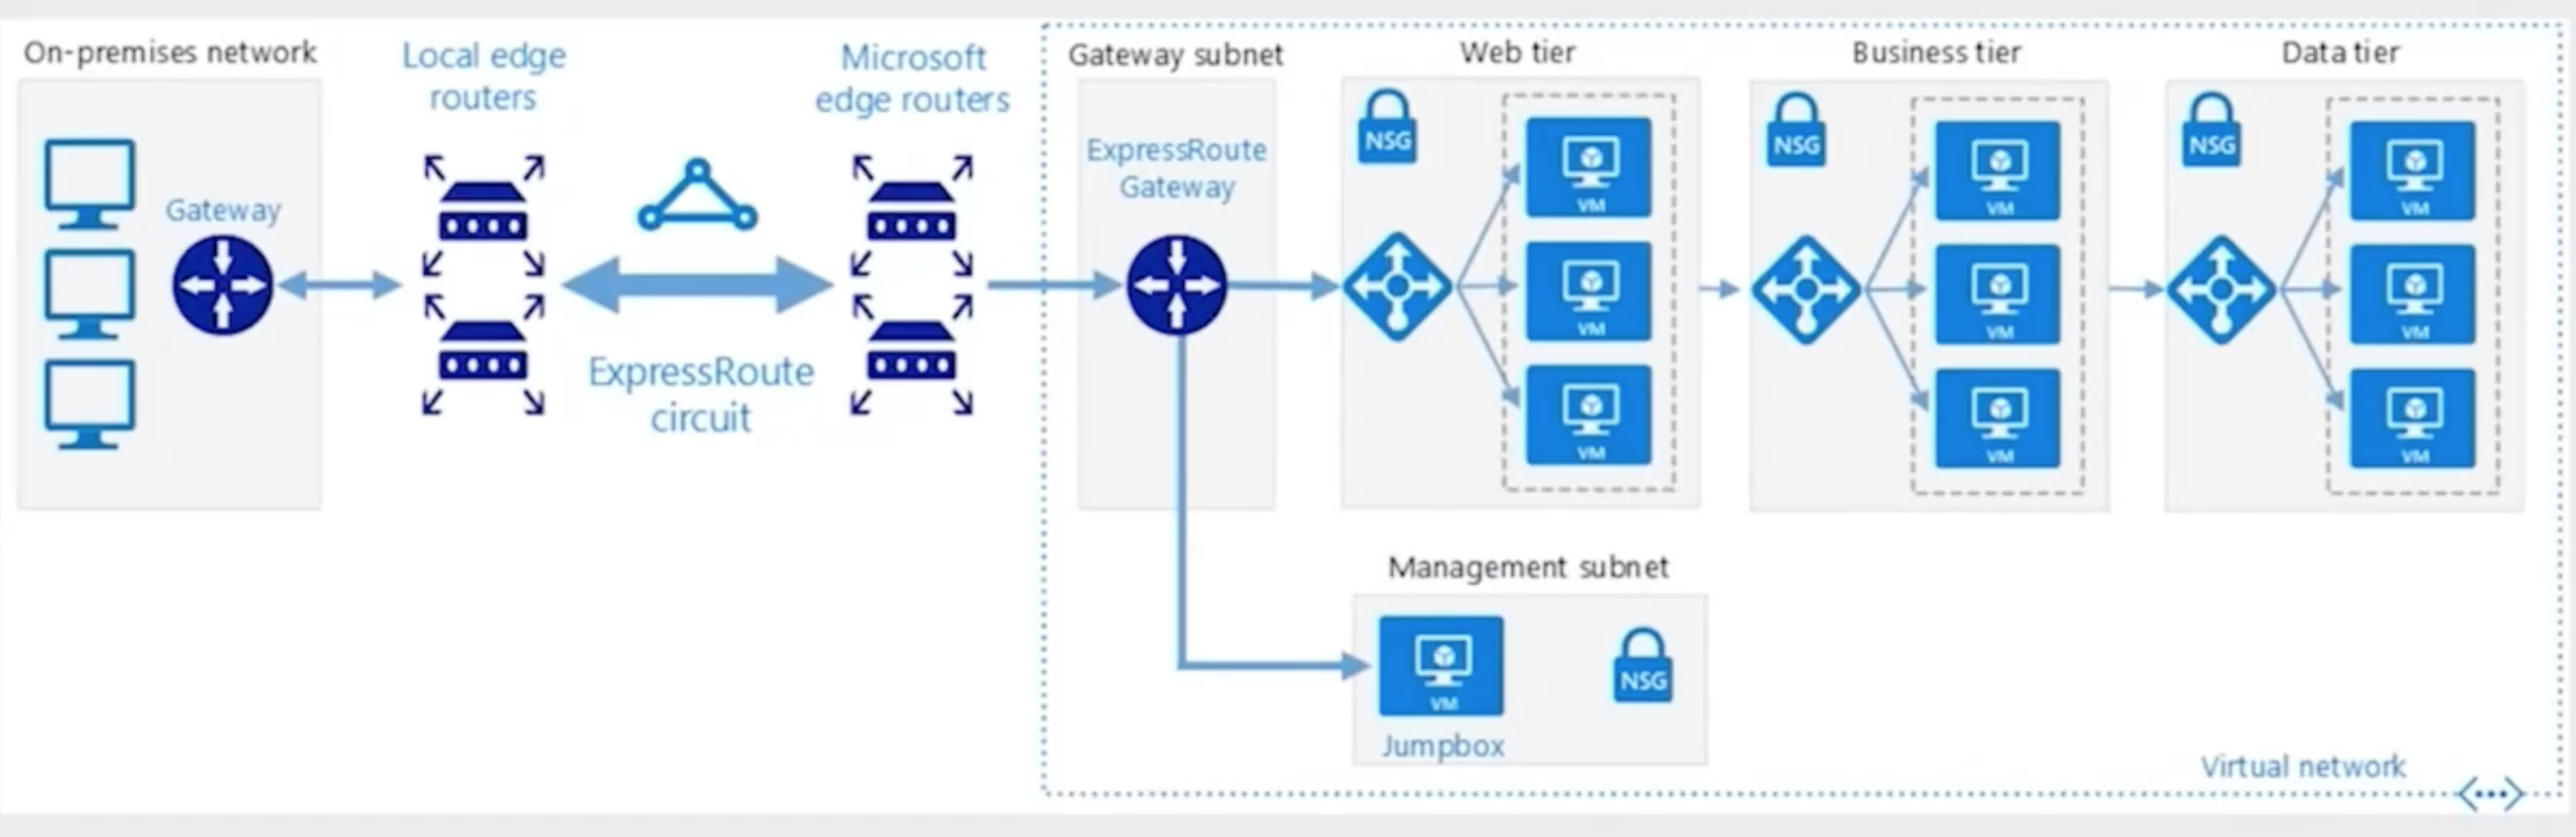 On-premises network
Local edge
routers
Microsoft
edge routers
Gateway subnet
Web tier
Business tier
Data tier
Gateway
ExpressRoute
circuit
ExpressRoute
Gateway
NSG
VM
VM
VM
NSG
VM
VM
VM
NSG
VM
VM
VM
Management subnet
VM
Jumpbox
NSG
Virtual network